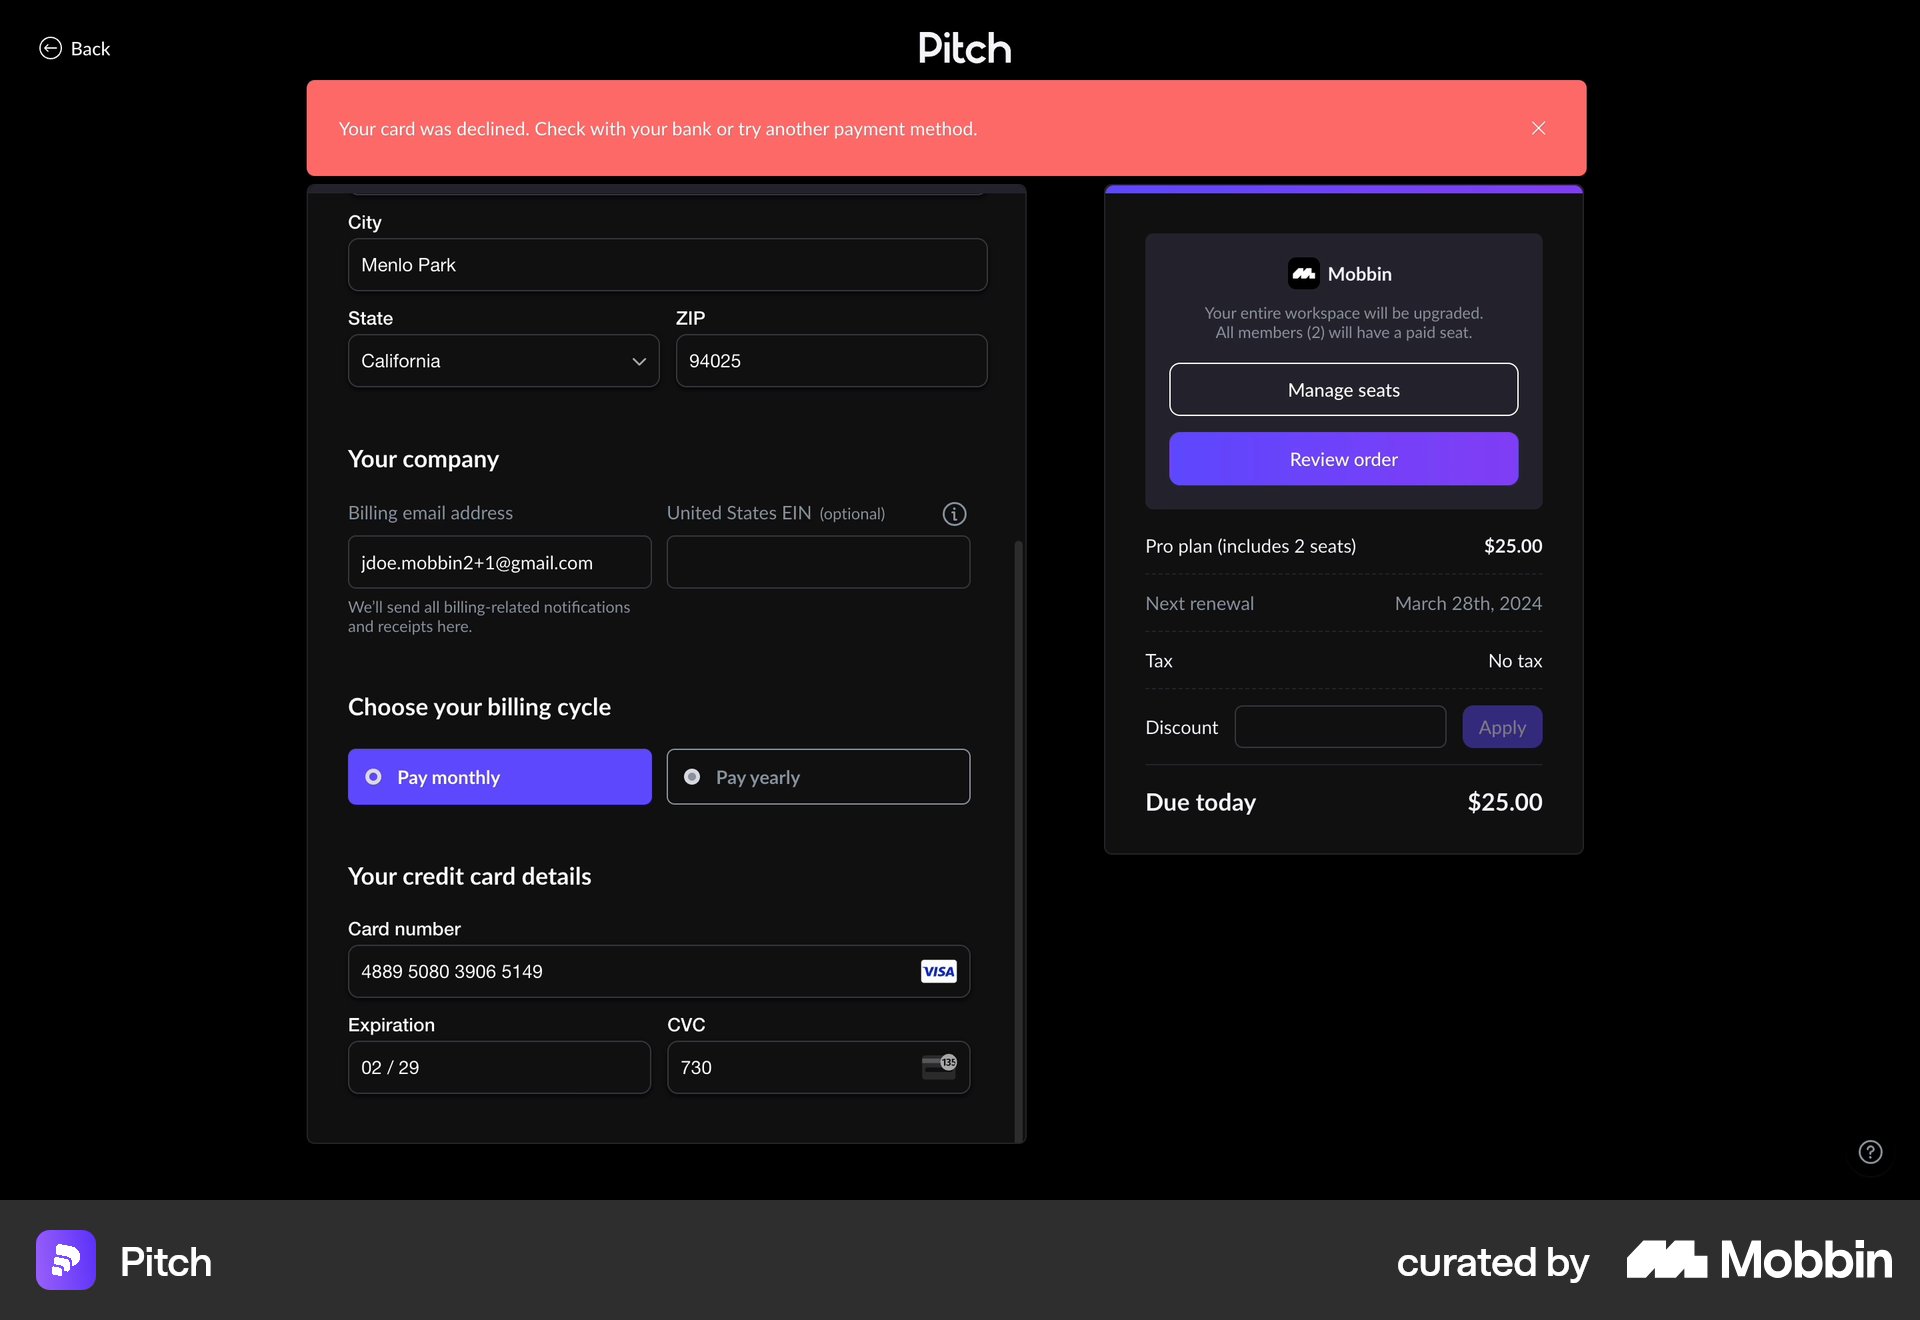 Back
Pitch
Your card was declined. Check with your bank or try another payment method.
City
Menlo Park
State
ZIP
California
94025
Your company
Billing email address
United States EIN (optional)
jdoe.mobbin2+1@gmail.com
We'll send all billing-related notifications
and receipts here.
Choose your billing cycle
Pay monthly
Pay yearly
Your credit card details
Card number
4889 5080 3906 5149
VISA
Expiration
CVC
02 / 29
730
135
Mobbin
Your entire workspace will be upgraded.
All members (2) will have a paid seat.
Manage seats
Review order
Pro plan (includes 2 seats) $25.00
Next renewal March 28th, 2024
Tax No tax
Discount Apply
Due today $25.00
?
Pitch
curated by Mobbin